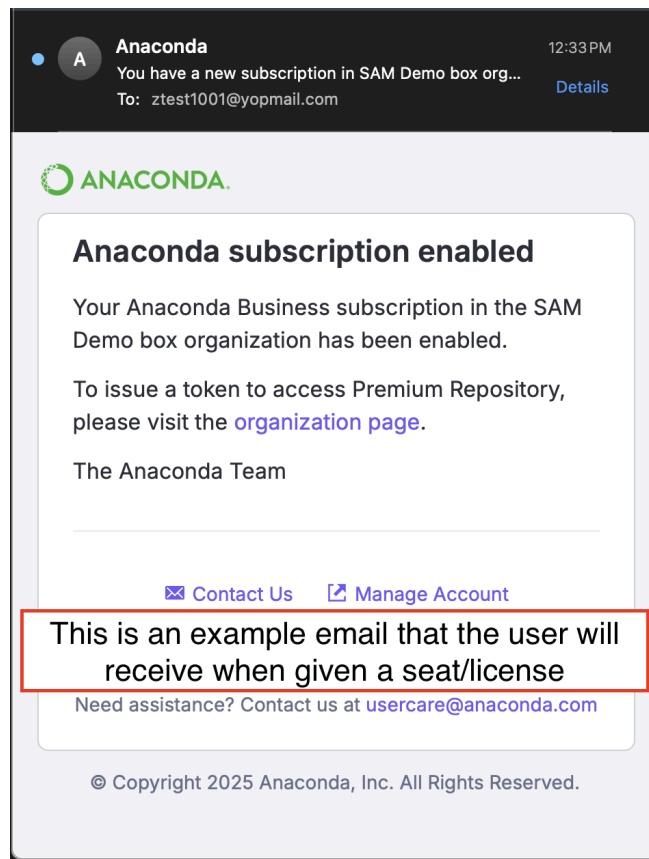 Anaconda
12:33 PM
A
You have a new subscription in SAM Demo box org...
To: ztest1001@yopmail.com
Details
ANACONDA.
Anaconda subscription enabled
Your Anaconda Business subscription in the SAM
Demo box organization has been enabled.
To issue a token to access Premium Repository,
please visit the organization page.
The Anaconda Team
Contact Us
Manage Account
This is an example email that the user will
receive when given a seat/license
Need assistance? Contact us at usercare@anaconda.com
© Copyright 2025 Anaconda, Inc. All Rights Reserved.